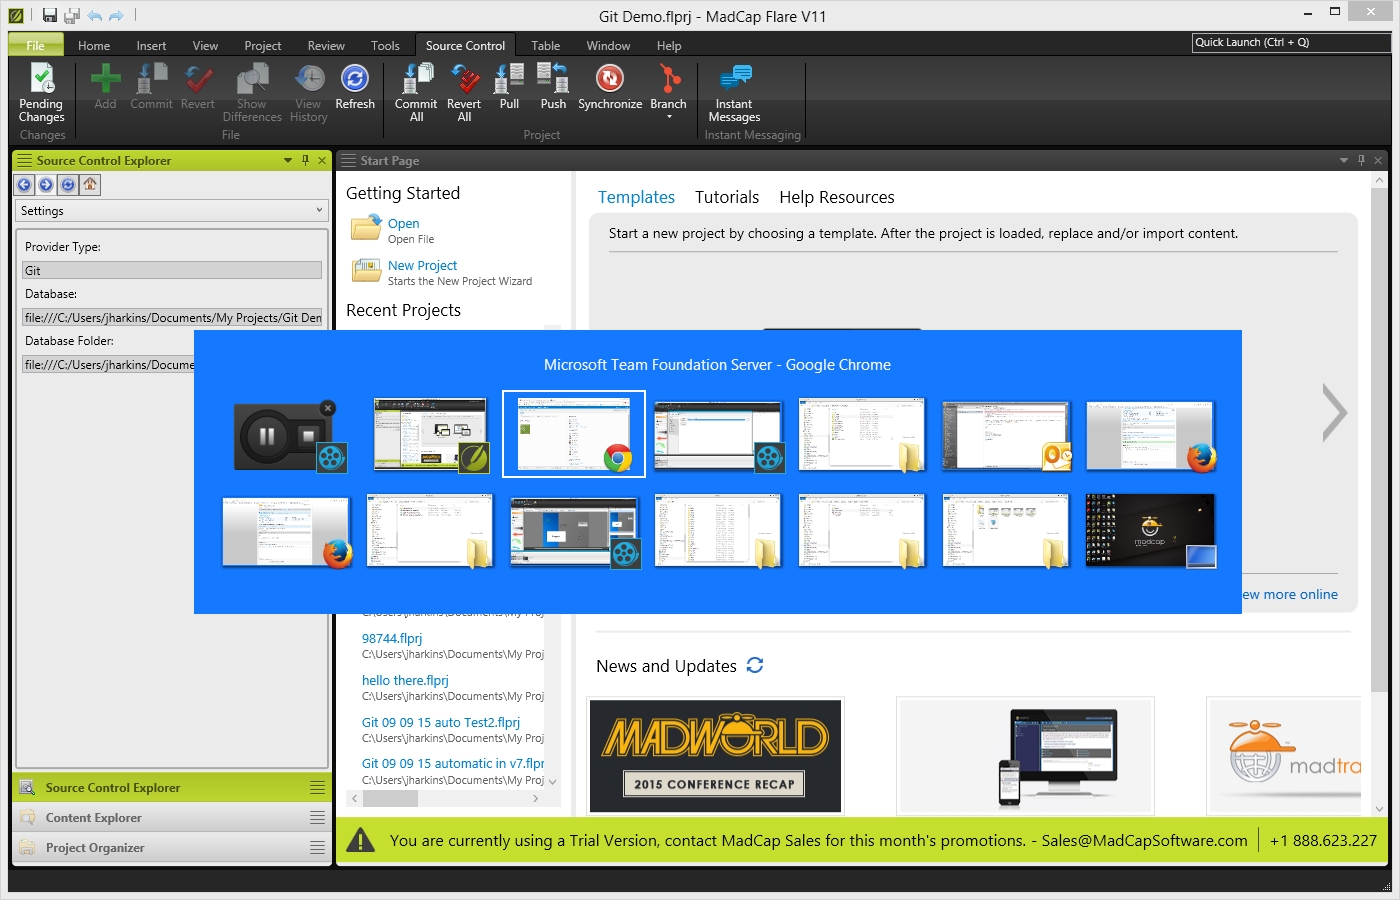 Git Demo.flprj - MadCap Flare V11
File
Home
Insert
View
Project
Review
Tools
Source Control
Table
Window
Help
Quick Launch (Ctrl + Q)
Pending Changes
Add
Commit
Revert
Show Differences
View History
Refresh
Commit All
Revert All
Pull
Push
Synchronize
Branch
Instant Messages
Changes
File
Project
Instant Messaging
Source Control Explorer
Settings
Provider Type:
Git
Database:
file:///C:/Users/jharkins/Documents/My Projects/Git Den
Database Folder:
file:///C:/Users/jharkins/Docume
Start Page
Getting Started
Open
Open File
New Project
Starts the New Project Wizard
Recent Projects
Templates
Tutorials
Help Resources
Start a new project by choosing a template. After the project is loaded, replace and/or import content.
Microsoft Team Foundation Server - Google Chrome
madcap
ew more online
C:\Users\jharkins\Documents\My Proj
98744.flprj
C:\Users\jharkins\Documents\My Proj
hello there.flprj
C:\Users\jharkins\Documents\My Proj
Git 09 09 15 auto Test2.flprj
C:\Users\jharkins\Documents\My Proj
Git 09 09 15 automatic in v7.flpr
C:\Users\jharkins\Documents\My Proj
News and Updates
MADWORLD
2015 CONFERENCE RECAP
madtra
Source Control Explorer
Content Explorer
Project Organizer
You are currently using a Trial Version, contact MadCap Sales for this month's promotions. - Sales@MadCapSoftware.com
+1 888.623.227